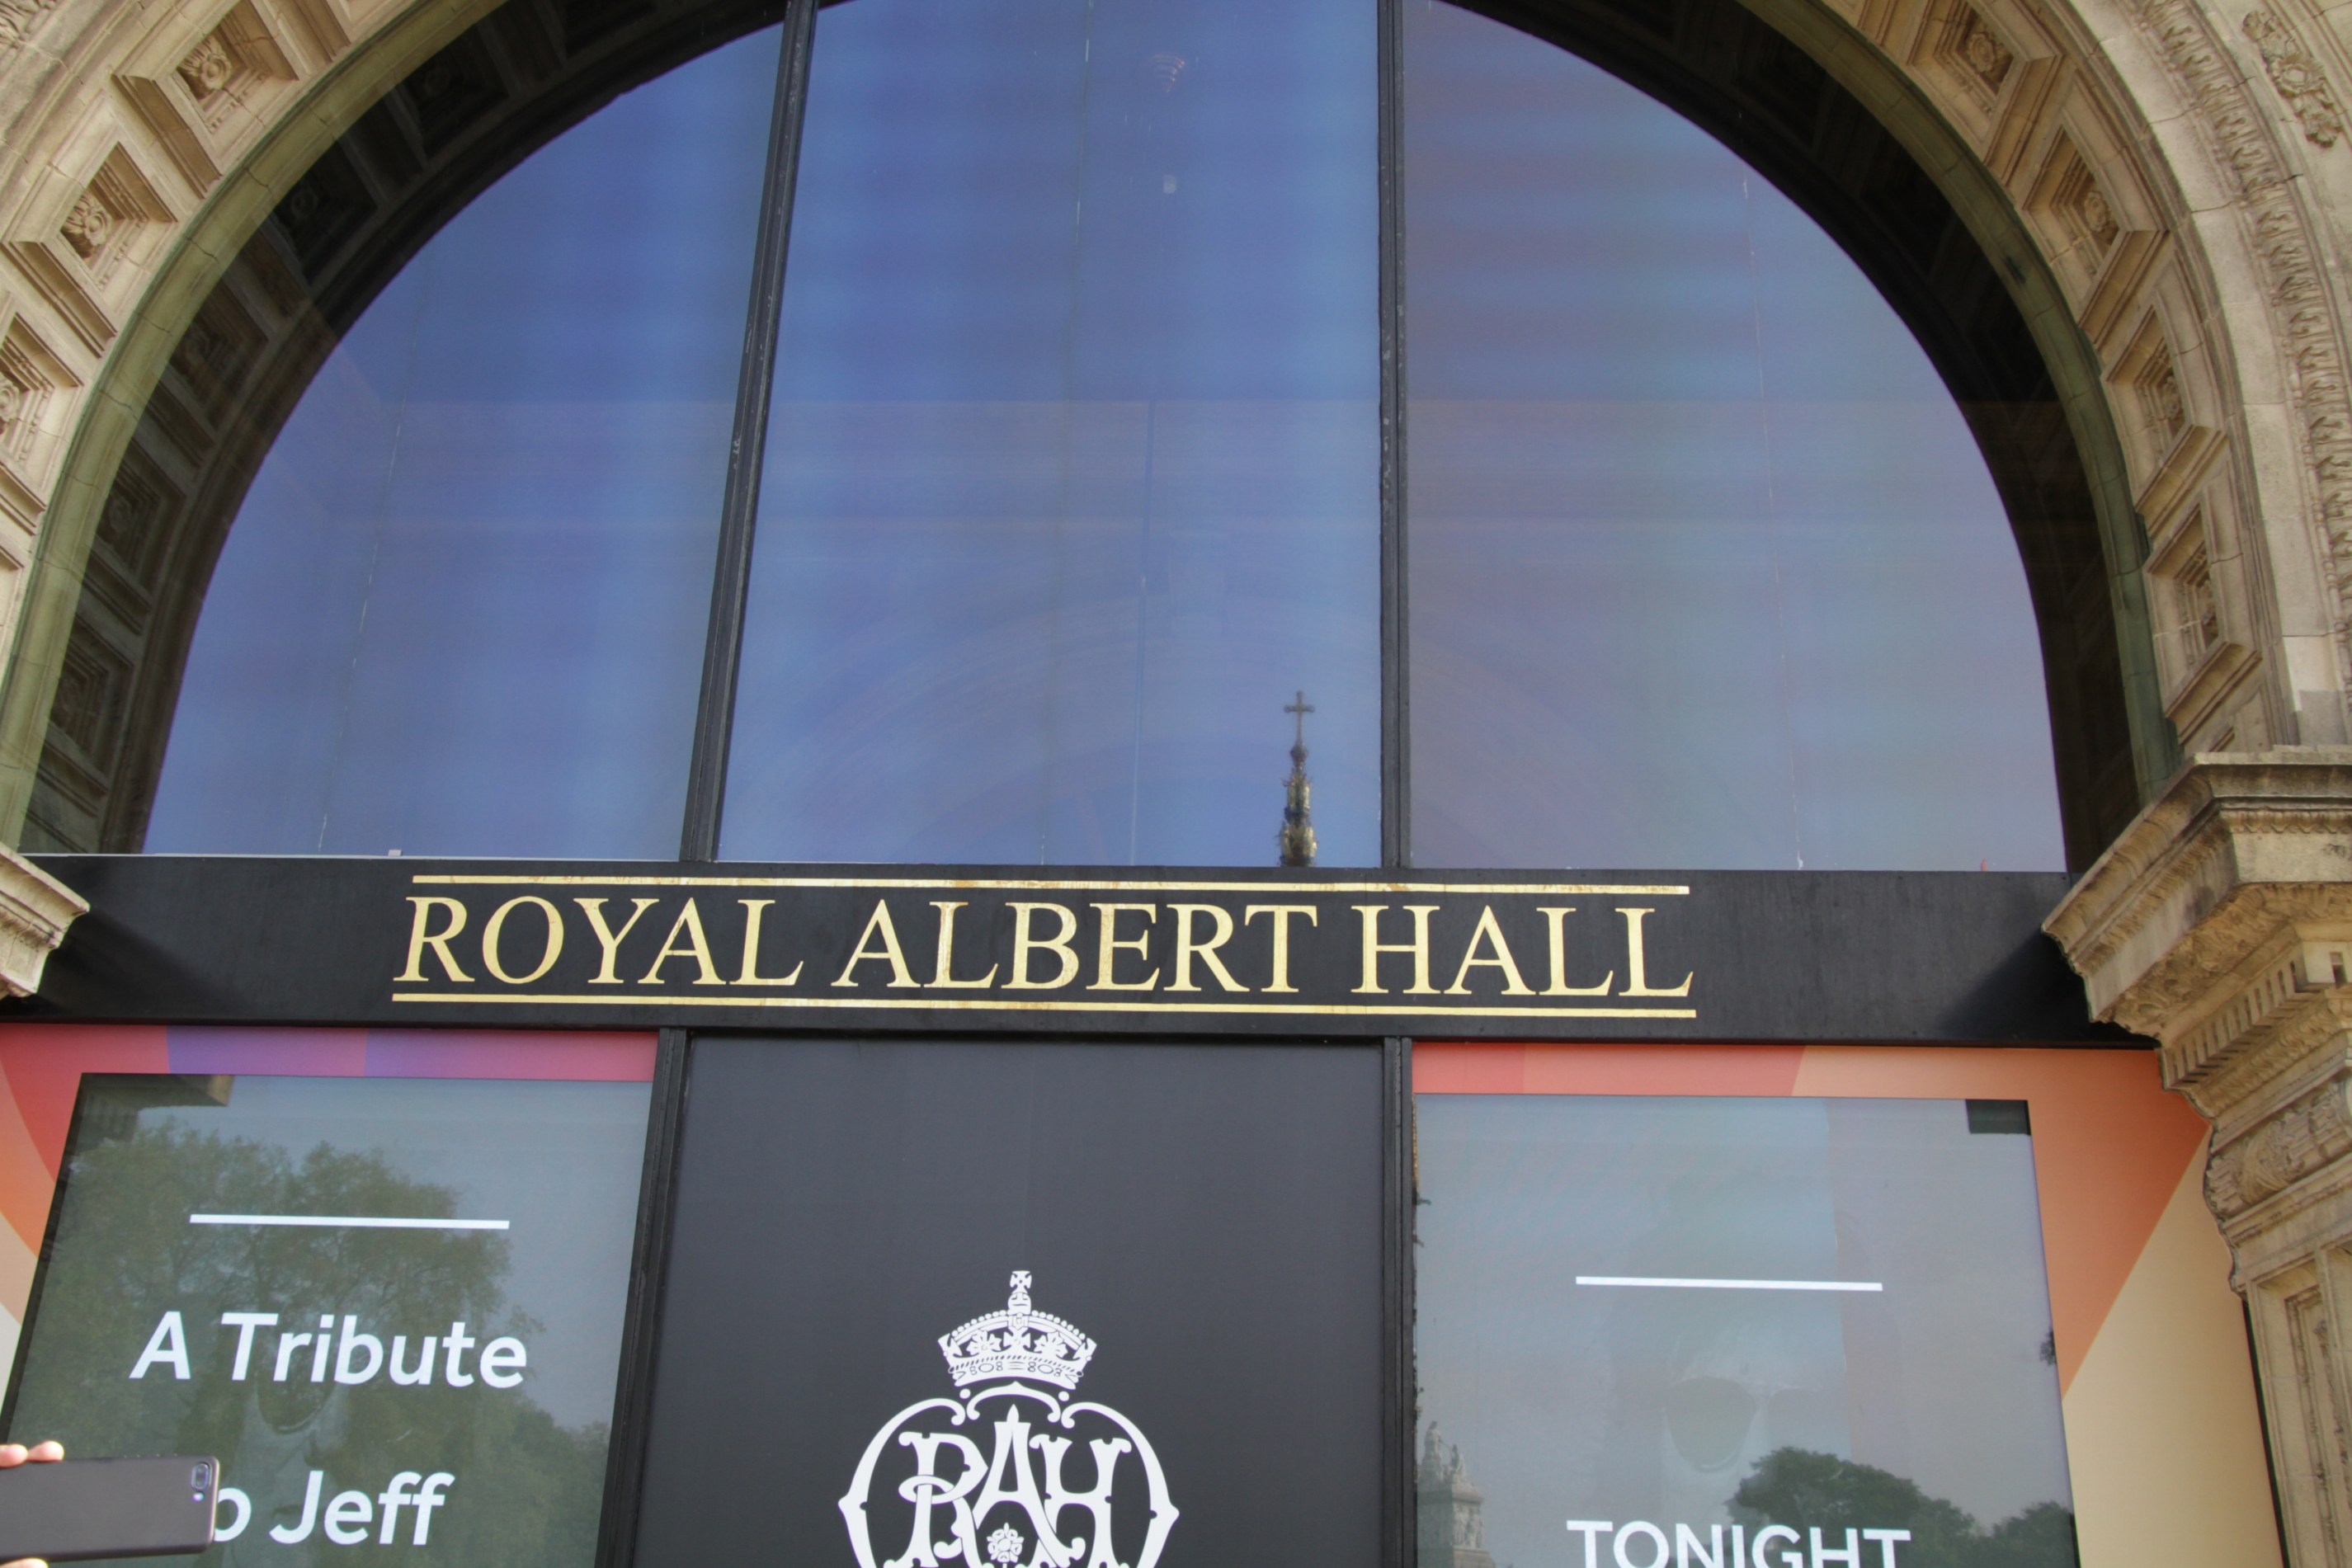 ROYAL ALBERT HALL
A Tribute
o Jeff
RAH
TONIGHT